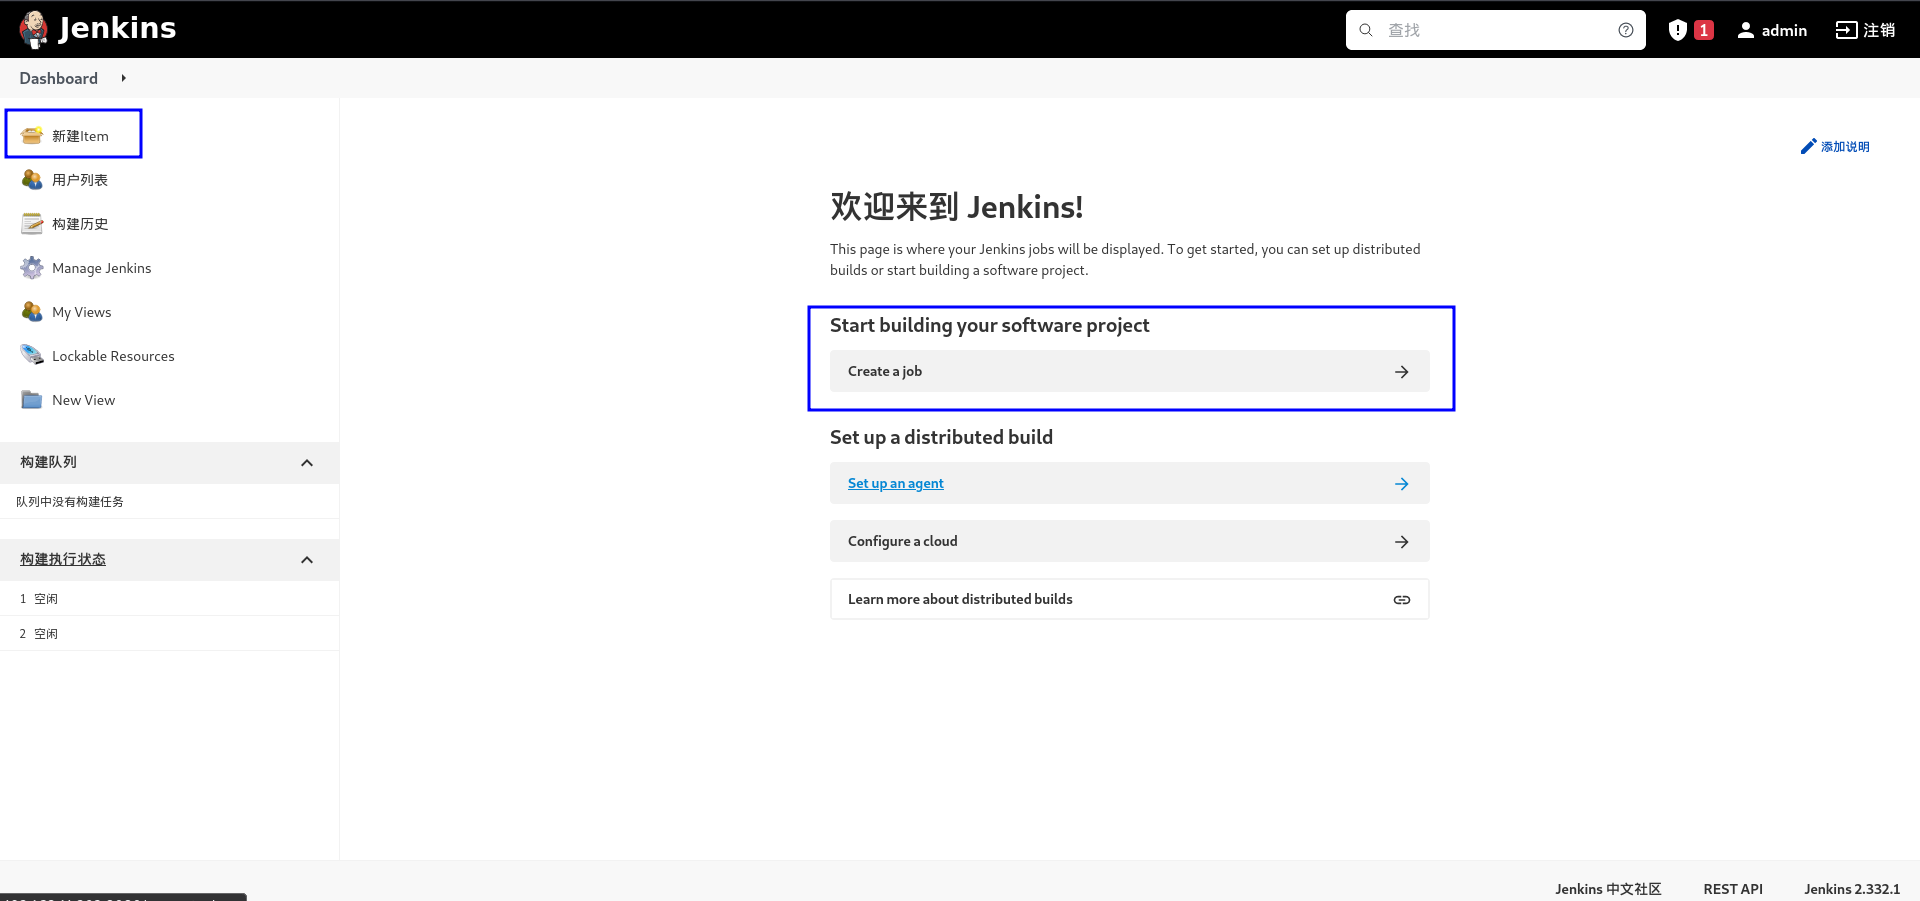 Jenkins
查找
1
admin
注销
Dashboard
新建Item
用户列表
构建历史
Manage Jenkins
My Views
Lockable Resources
New View
构建队列
队列中没有构建任务
构建执行状态
1 空闲
2 空闲
添加说明
欢迎来到 Jenkins!
This page is where your Jenkins jobs will be displayed. To get started, you can set up distributed
builds or start building a software project.
Start building your software project
Create a job
Set up a distributed build
Set up an agent
Configure a cloud
Learn more about distributed builds
Jenkins 中文社区
REST API
Jenkins 2.332.1